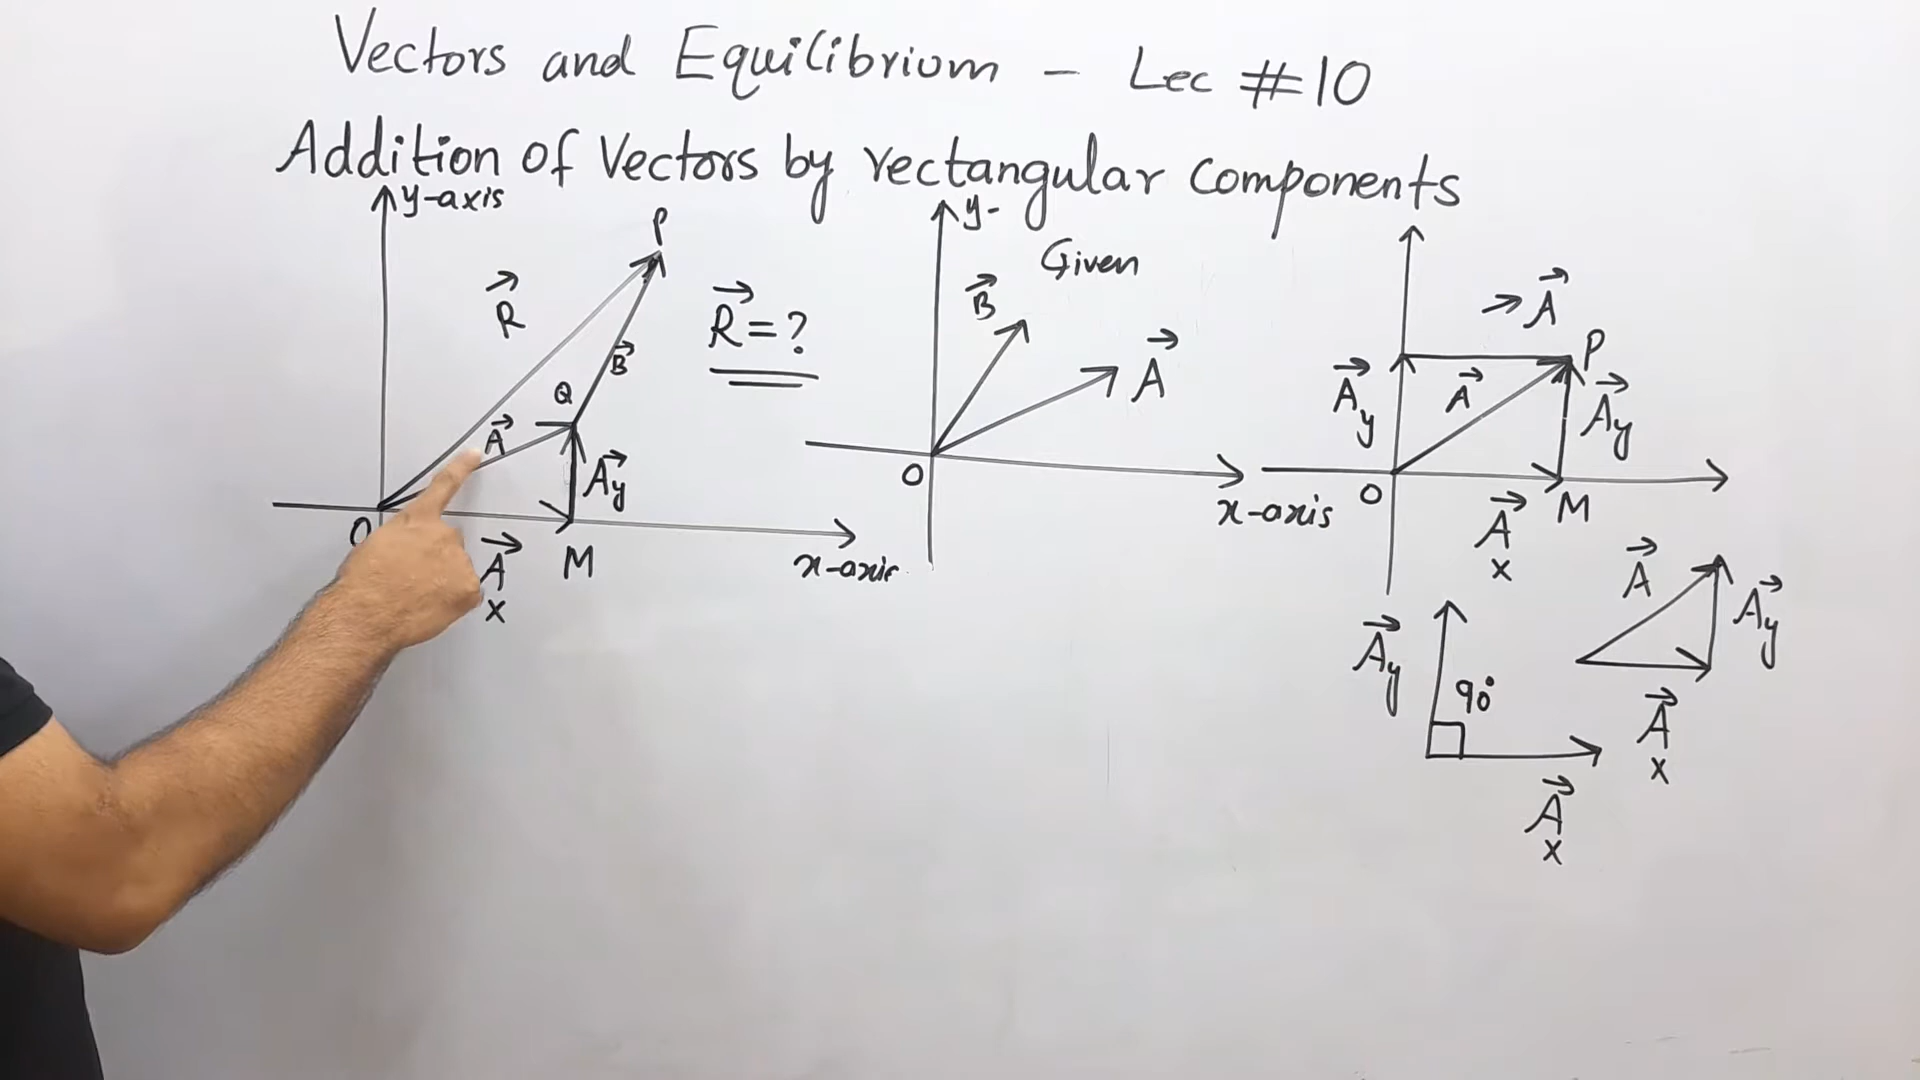 Vectors and Equilibrium - Lec #10
Addition of Vectors by rectangular components
y-axis
P
R
R = ?
B
Q
A
Ay
O
Ax
M
x-axis
y-
Given
B
A
O
x-axis
A
P
Ay
A
Ay
O
Ax
M
A
Ay
Ax
Ay
90°
Ax